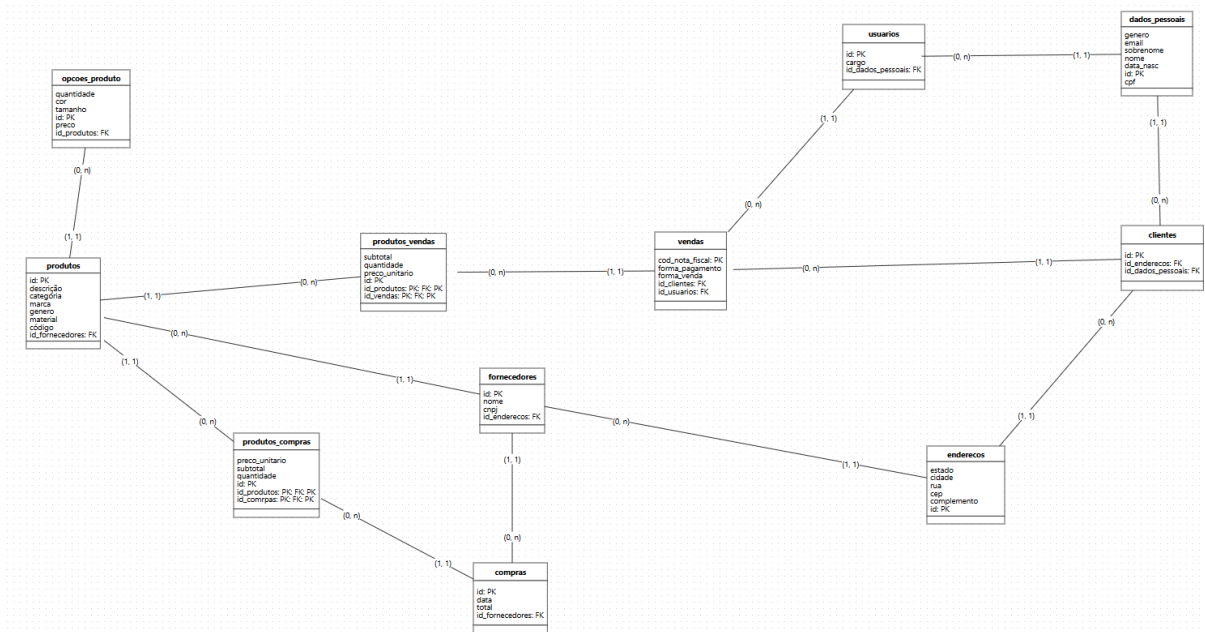 dados_pessoais
genero
email
sobrenome
nome
data_nasc
id: PK
cpf
usuarios
id: PK
cargo
id_dados_pessoais: FK
(0, n)
(1, 1)
opcoes_produto
quantidade
cor
tamanho
id: PK
preco
id_produtos: FK
(1, 1)
(1, 1)
(0, n)
(0, n)
(0, n)
(1, 1)
produtos
id: PK
descrição
categória
marca
genero
material
código
id_fornecedores: FK
produtos_vendas
subtotal
quantidade
preco_unitario
id: PK
id_produtos: PK: FK: PK
id_vendas: PK: FK: PK
vendas
cod_nota_fiscal: PK
forma_pagamento
forma_venda
id_clientes: FK
id_usuarios: FK
clientes
id: PK
id_enderecos: FK
id_dados_pessoais: FK
(1, 1)
(0, n)
(0, n)
(1, 1)
(0, n)
(1, 1)
(0, n)
(0, n)
(1, 1)
(1, 1)
fornecedores
id: PK
nome
cnpj
id_enderecos: FK
(1, 1)
(0, n)
(0, n)
(1, 1)
produtos_compras
preco_unitario
subtotal
quantidade
id: PK
id_produtos: PK: FK: PK
id_comrpas: PK: FK: PK
enderecos
estado
cidade
rua
cep
complemento
id: PK
(1, 1)
(0, n)
(0, n)
(1, 1)
compras
id: PK
data
total
id_fornecedores: FK